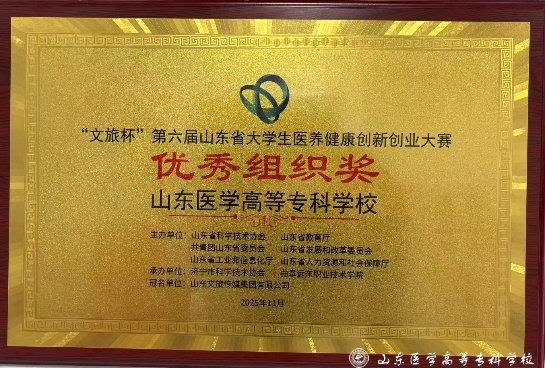 “文旅杯”第六届山东省大学生医养健康创新创业大赛
优秀组织奖
山东医学高等专科学校
主办单位：山东省科学技术协会 山东省教育厅
共青团山东省委员会 山东省发展和改革委员会
山东省工业和信息化厅 山东省人力资源和社会保障厅
承办单位：济宁市科学技术协会 曲阜远东职业技术学院
冠名单位：山东文旅传媒集团有限公司
2025年11月
山东医学高等专科学校